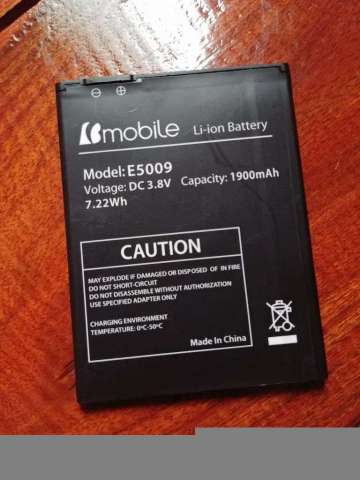 ⊖ ⊕
Bmobile Li-ion Battery
Model: E5009
Voltage: DC 3.8V Capacity: 1900mAh
7.22Wh
CAUTION
MAY EXPLODE IF DAMAGED OR DISPOSED OF IN FIRE
DO NOT SHORT-CIRCUIT
DO NOT DISASSEMBLE WITHOUT AUTHORIZATION
USE SPECIFIED ADAPTER ONLY
CHARGING ENVIRONMENT
TEMPERATURE: 0ºC-50ºC
Made In China